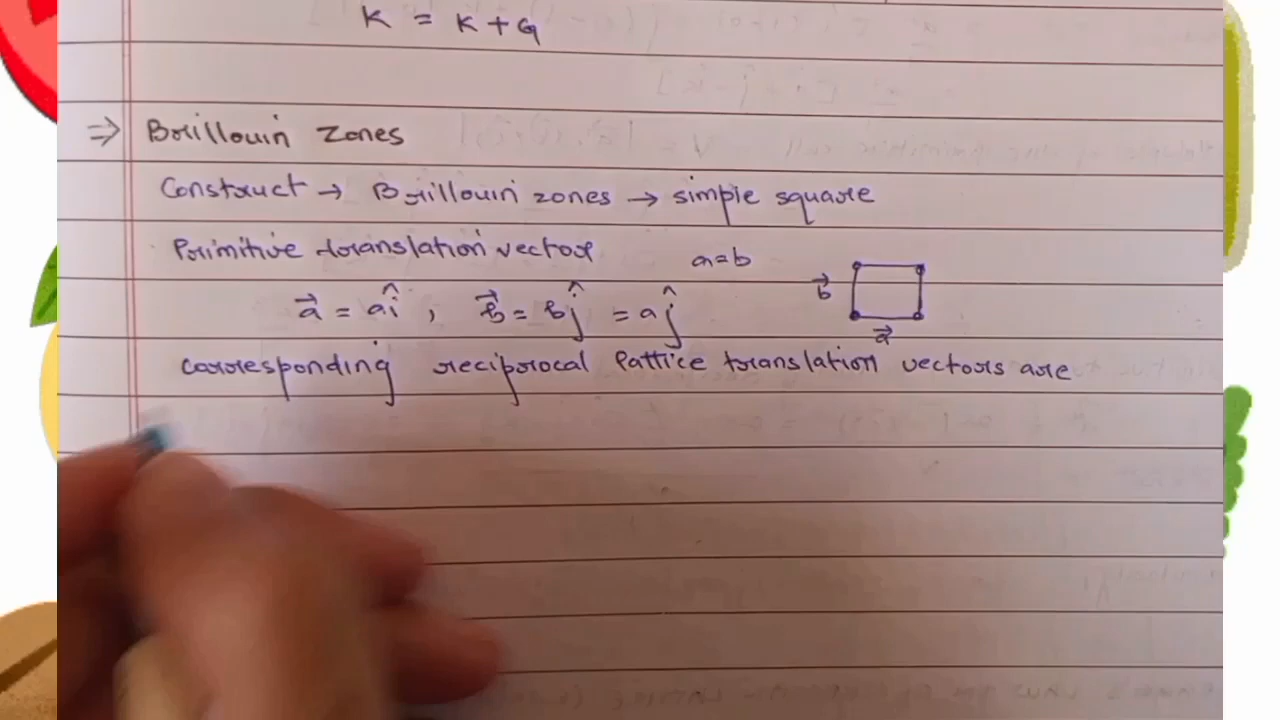 K = K + G
⇒ Brillouin Zones
Construct → Brillouin zones → simple square
Primitive translation vector a=b
b⃗
a⃗ = aî , b⃗ = bĵ = aĵ
a⃗
corresponding reciprocal lattice translation vectors are